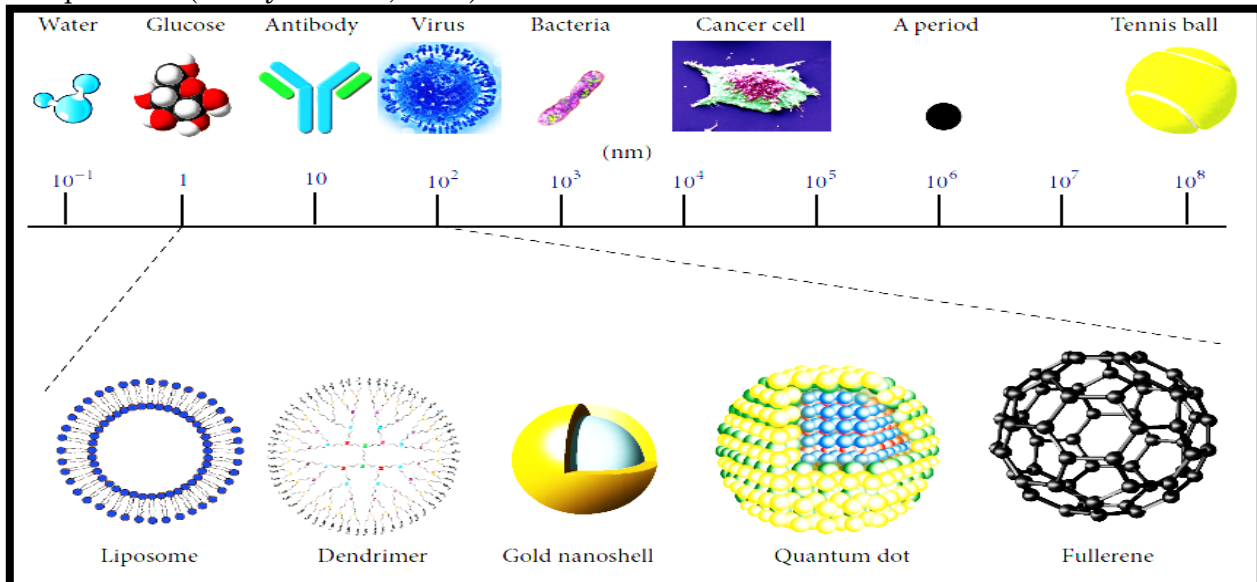 Water Glucose Antibody Virus Bacteria Cancer cell A period Tennis ball
(nm)
10⁻¹ 1 10 10² 10³ 10⁴ 10⁵ 10⁶ 10⁷ 10⁸
Liposome Dendrimer Gold nanoshell Quantum dot Fullerene